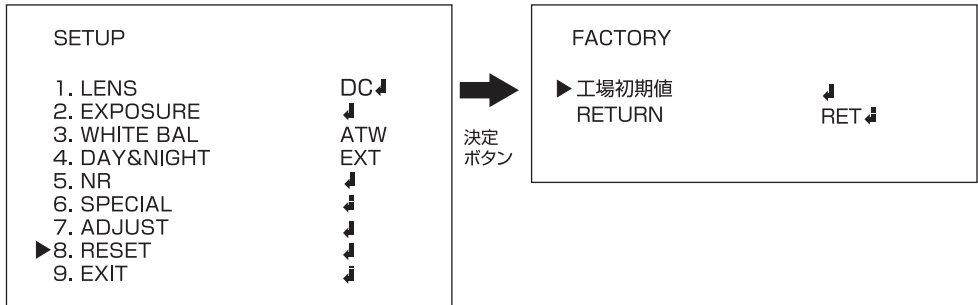 SETUP
1. LENS DC↲
2. EXPOSURE ↲
3. WHITE BAL ATW
4. DAY&NIGHT EXT
5. NR ↲
6. SPECIAL ↲
7. ADJUST ↲
▶8. RESET ↲
9. EXIT ↲
決定
ボタン
FACTORY
▶工場初期値 ↲
RETURN RET↲